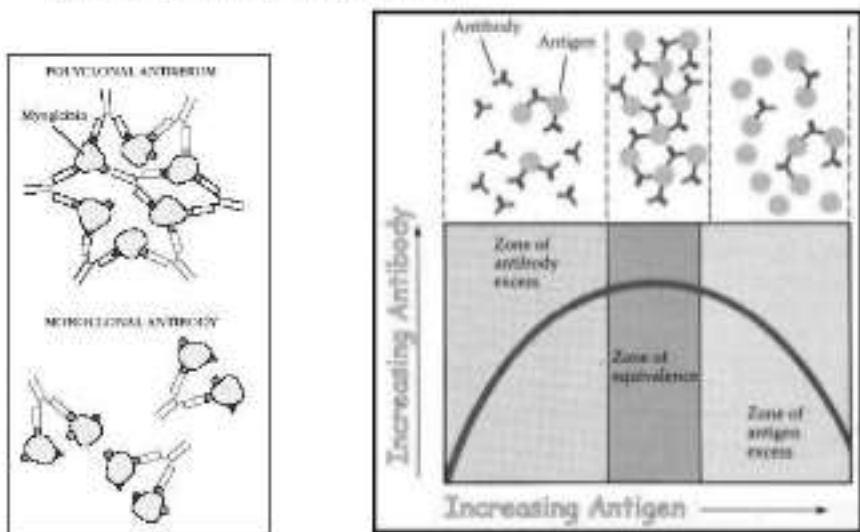 POLYCLONAL ANTISERUM
Myoglobin
MONOCLONAL ANTIBODY
Antibody
Antigen
Zone of
antibody
excess
Zone of
equivalence
Zone of
antigen
excess
Increasing Antibody
Increasing Antigen